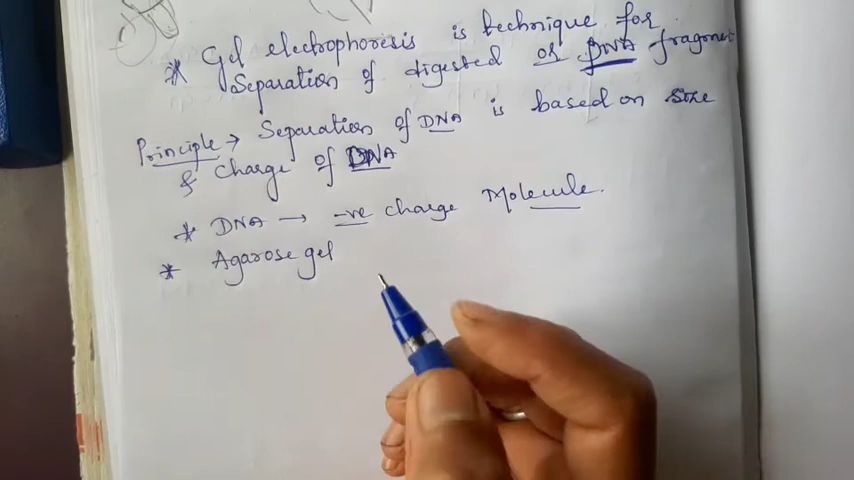 * Gel electrophoresis is technique for
Separation of digested or DNA fragment
Principle → Separation of DNA is based on size
& charge of DNA
* DNA → -ve charge Molecule.
* Agarose gel